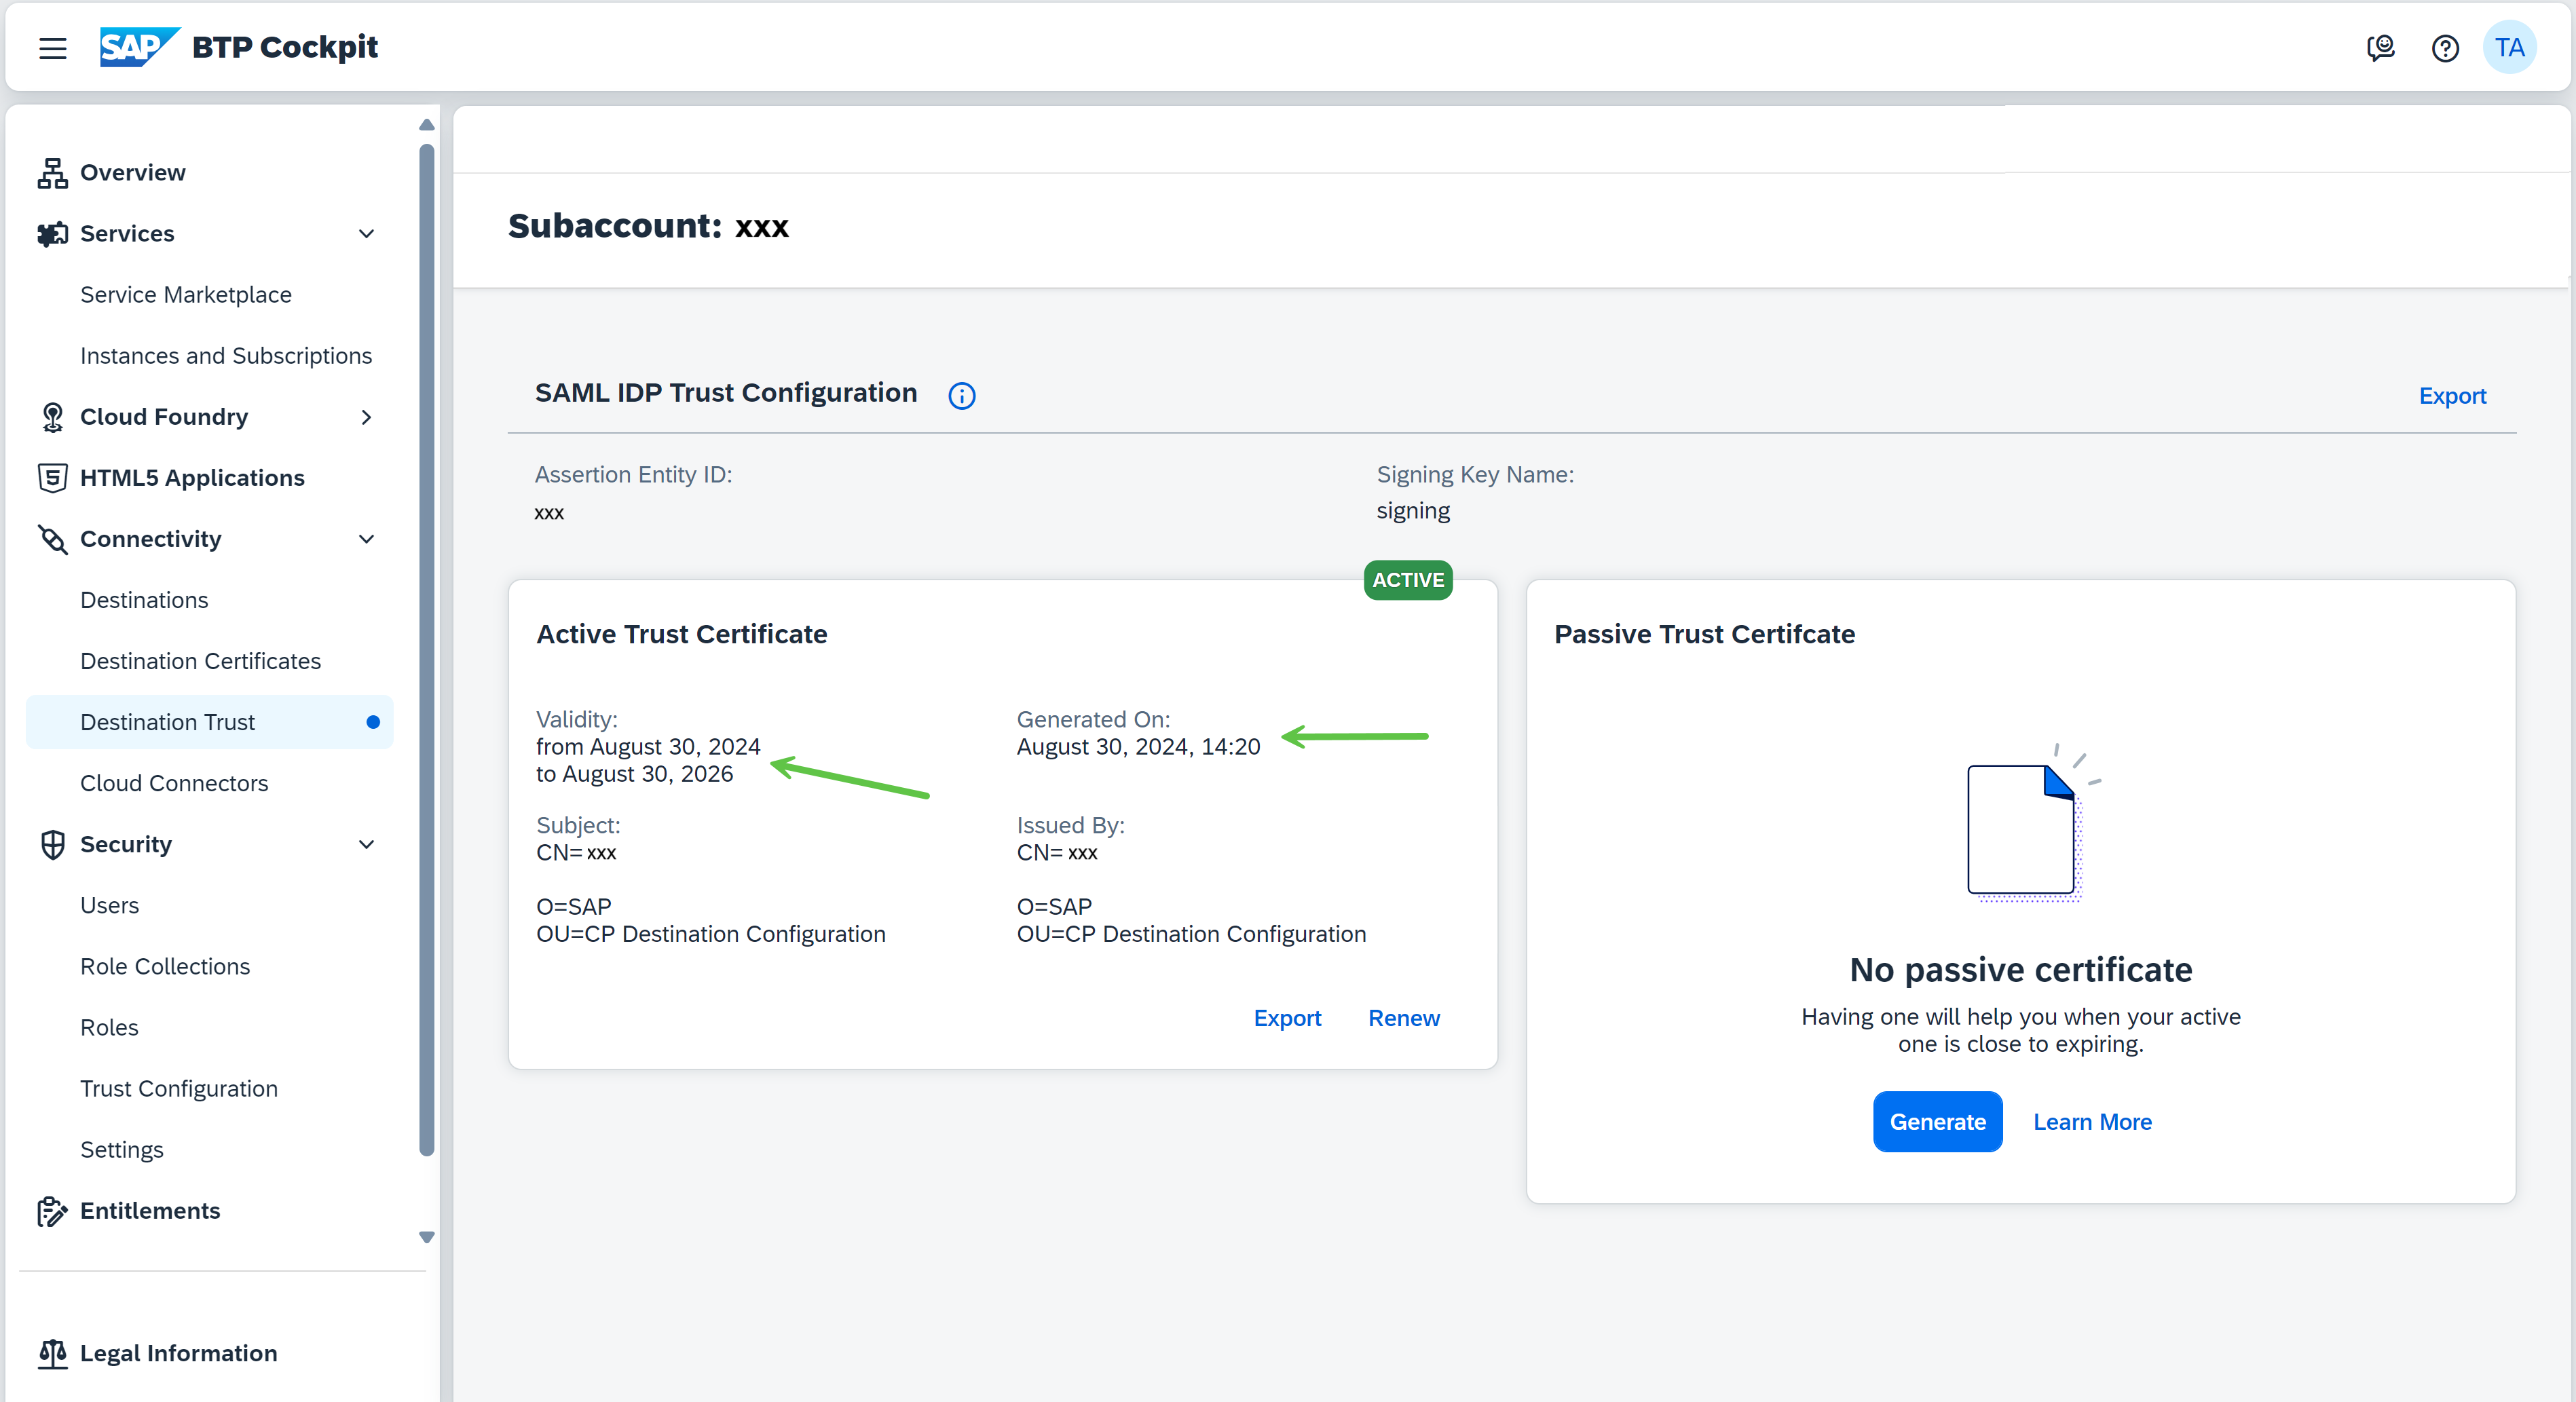 SAP BTP Cockpit
TA
Overview
Services
Service Marketplace
Instances and Subscriptions
Cloud Foundry
HTML5 Applications
Connectivity
Destinations
Destination Certificates
Destination Trust
Cloud Connectors
Security
Users
Role Collections
Roles
Trust Configuration
Settings
Entitlements
Legal Information
Subaccount: xxx
SAML IDP Trust Configuration
Export
Assertion Entity ID:
xxx
Signing Key Name:
signing
ACTIVE
Active Trust Certificate
Validity:
from August 30, 2024
to August 30, 2026
Generated On:
August 30, 2024, 14:20
Subject:
CN= xxx
O=SAP
OU=CP Destination Configuration
Issued By:
CN= xxx
O=SAP
OU=CP Destination Configuration
Export
Renew
Passive Trust Certifcate
No passive certificate
Having one will help you when your active
one is close to expiring.
Generate
Learn More